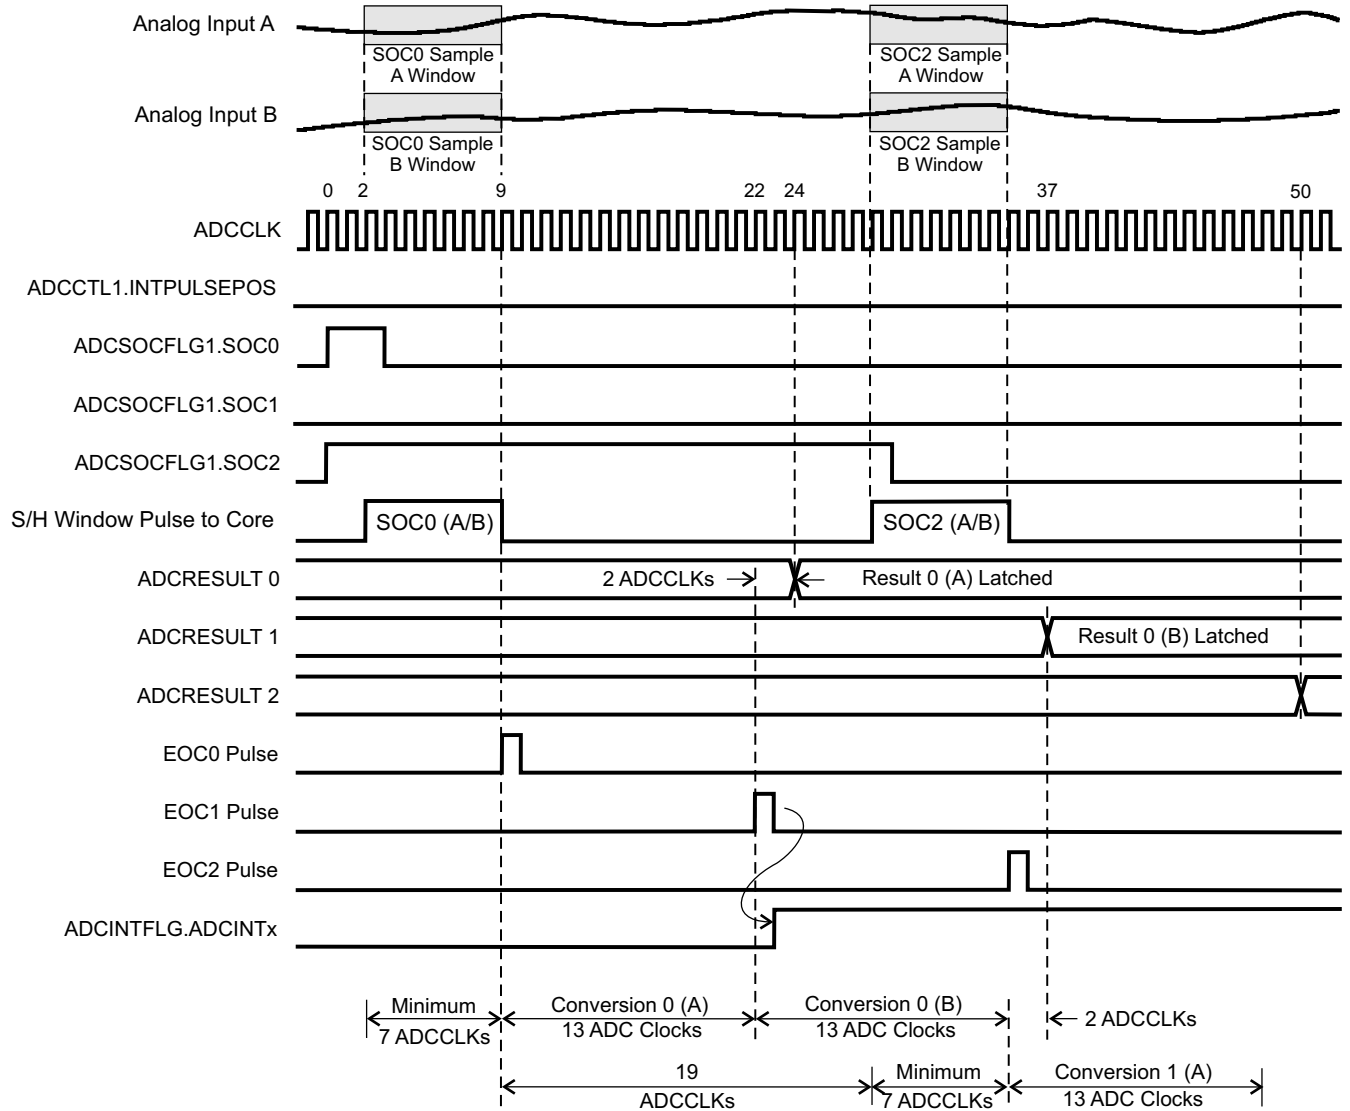 Analog Input A
SOC0 Sample
A Window
SOC2 Sample
A Window
Analog Input B
SOC0 Sample
B Window
SOC2 Sample
B Window
0 2 9 22 24 37 50
ADCCLK
ADCCTL1.INTPULSEPOS
ADCSOCFLG1.SOC0
ADCSOCFLG1.SOC1
ADCSOCFLG1.SOC2
S/H Window Pulse to Core
SOC0 (A/B)
SOC2 (A/B)
ADCRESULT 0
2 ADCCLKs
Result 0 (A) Latched
ADCRESULT 1
Result 0 (B) Latched
ADCRESULT 2
EOC0 Pulse
EOC1 Pulse
EOC2 Pulse
ADCINTFLG.ADCINTx
Minimum
7 ADCCLKs
Conversion 0 (A)
13 ADC Clocks
Conversion 0 (B)
13 ADC Clocks
2 ADCCLKs
19
ADCCLKs
Minimum
7 ADCCLKs
Conversion 1 (A)
13 ADC Clocks